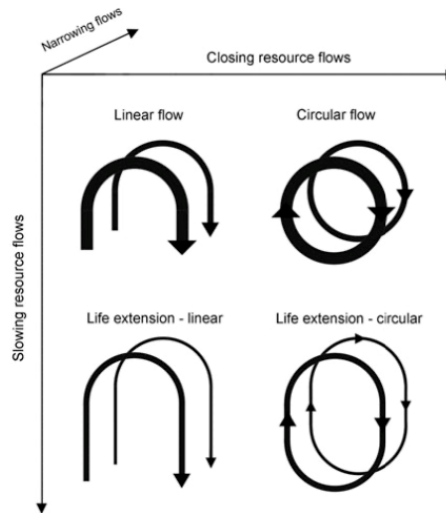 Narrowing flows
Closing resource flows
Linear flow
Circular flow
Slowing resource flows
Life extension - linear
Life extension - circular